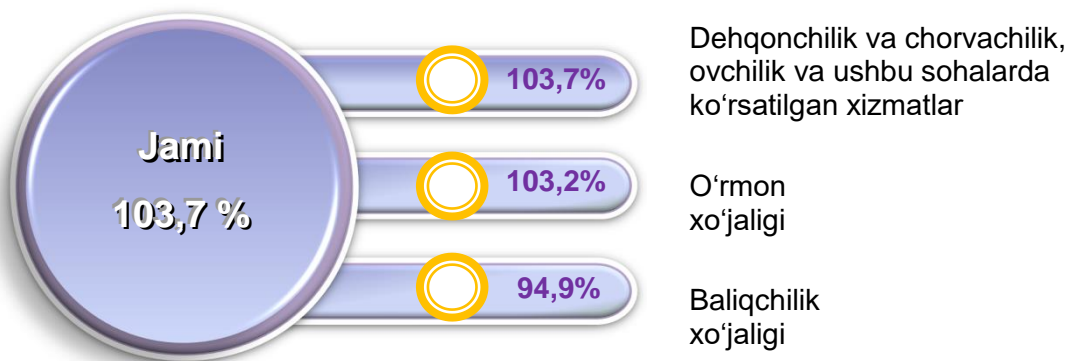 Jami
103,7 %
103,7%
Dehqonchilik va chorvachilik,
ovchilik va ushbu sohalarda
ko‘rsatilgan xizmatlar
103,2%
O‘rmon
xo‘jaligi
94,9%
Baliqchilik
xo‘jaligi